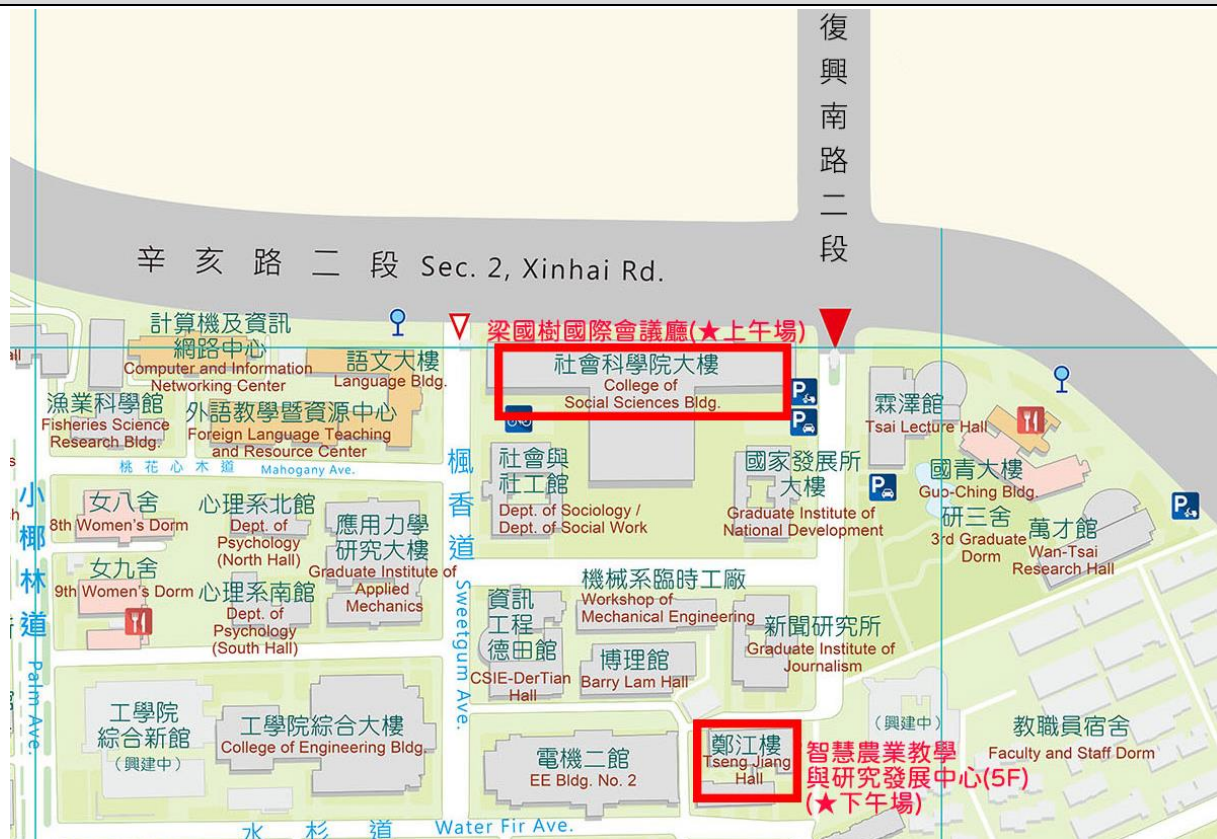 復
興
南
路
二
段
辛亥路二段 Sec. 2, Xinhai Rd.
梁國樹國際會議廳(★上午場)
計算機及資訊
網路中心
Computer and Information
Networking Center
語文大樓
Language Bldg.
社會科學院大樓
College of
Social Sciences Bldg.
P
P
漁業科學館
Fisheries Science
Research Bldg.
外語教學暨資源中心
Foreign Language Teaching
and Resource Center
霖澤館
Tsai Lecture Hall
桃花心木道 Mahogany Ave.
楓
香
道
Sweetgum Ave.
社會與
社工館
Dept. of Sociology /
Dept. of Social Work
國家發展所
大樓
Graduate Institute of
National Development
P
國青大樓
Guo-Ching Bldg.
研三舍
3rd Graduate
Dorm
萬才館
Wan-Tsai
Research Hall
P
小
椰
林
道
Palm Ave.
女八舍
8th Women's Dorm
心理系北館
Dept. of
Psychology
(North Hall)
應用力學
研究大樓
Graduate Institute of
Applied
Mechanics
女九舍
9th Women's Dorm
心理系南館
Dept. of
Psychology
(South Hall)
機械系臨時工廠
Workshop of
Mechanical Engineering
資訊
工程
德田館
CSIE-DerTian
Hall
博理館
Barry Lam Hall
新聞研究所
Graduate Institute of
Journalism
工學院
綜合新館
(興建中)
工學院綜合大樓
College of Engineering Bldg.
電機二館
EE Bldg. No. 2
鄭江樓
Tseng Jiang
Hall
智慧農業教學
與研究發展中心(5F)
(★下午場)
(興建中)
教職員宿舍
Faculty and Staff Dorm
水杉道 Water Fir Ave.